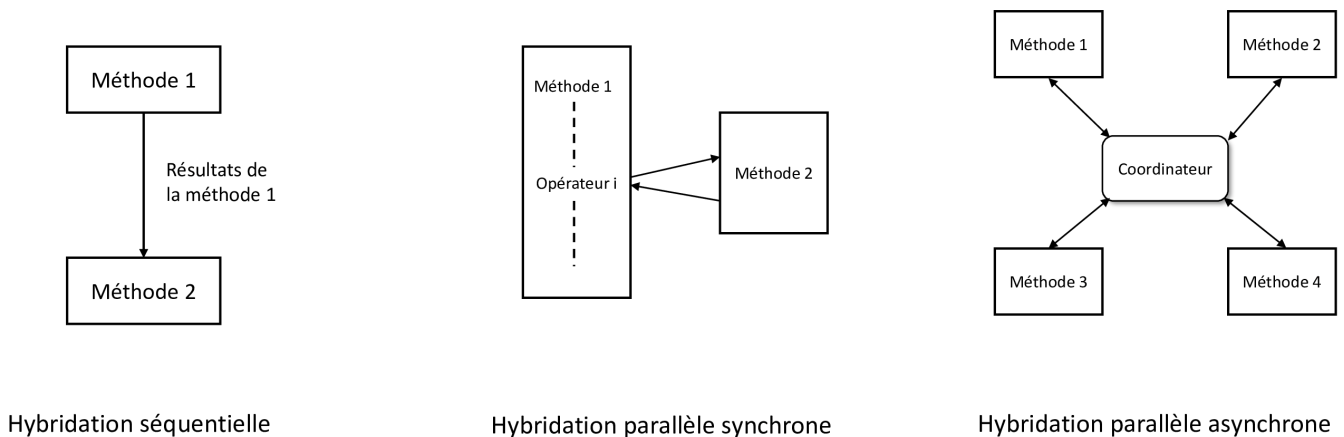 Méthode 1
Résultats de
la méthode 1
Méthode 2
Hybridation séquentielle
Méthode 1
Opérateur i
Méthode 2
Hybridation parallèle synchrone
Méthode 1
Méthode 2
Coordinateur
Méthode 3
Méthode 4
Hybridation parallèle asynchrone